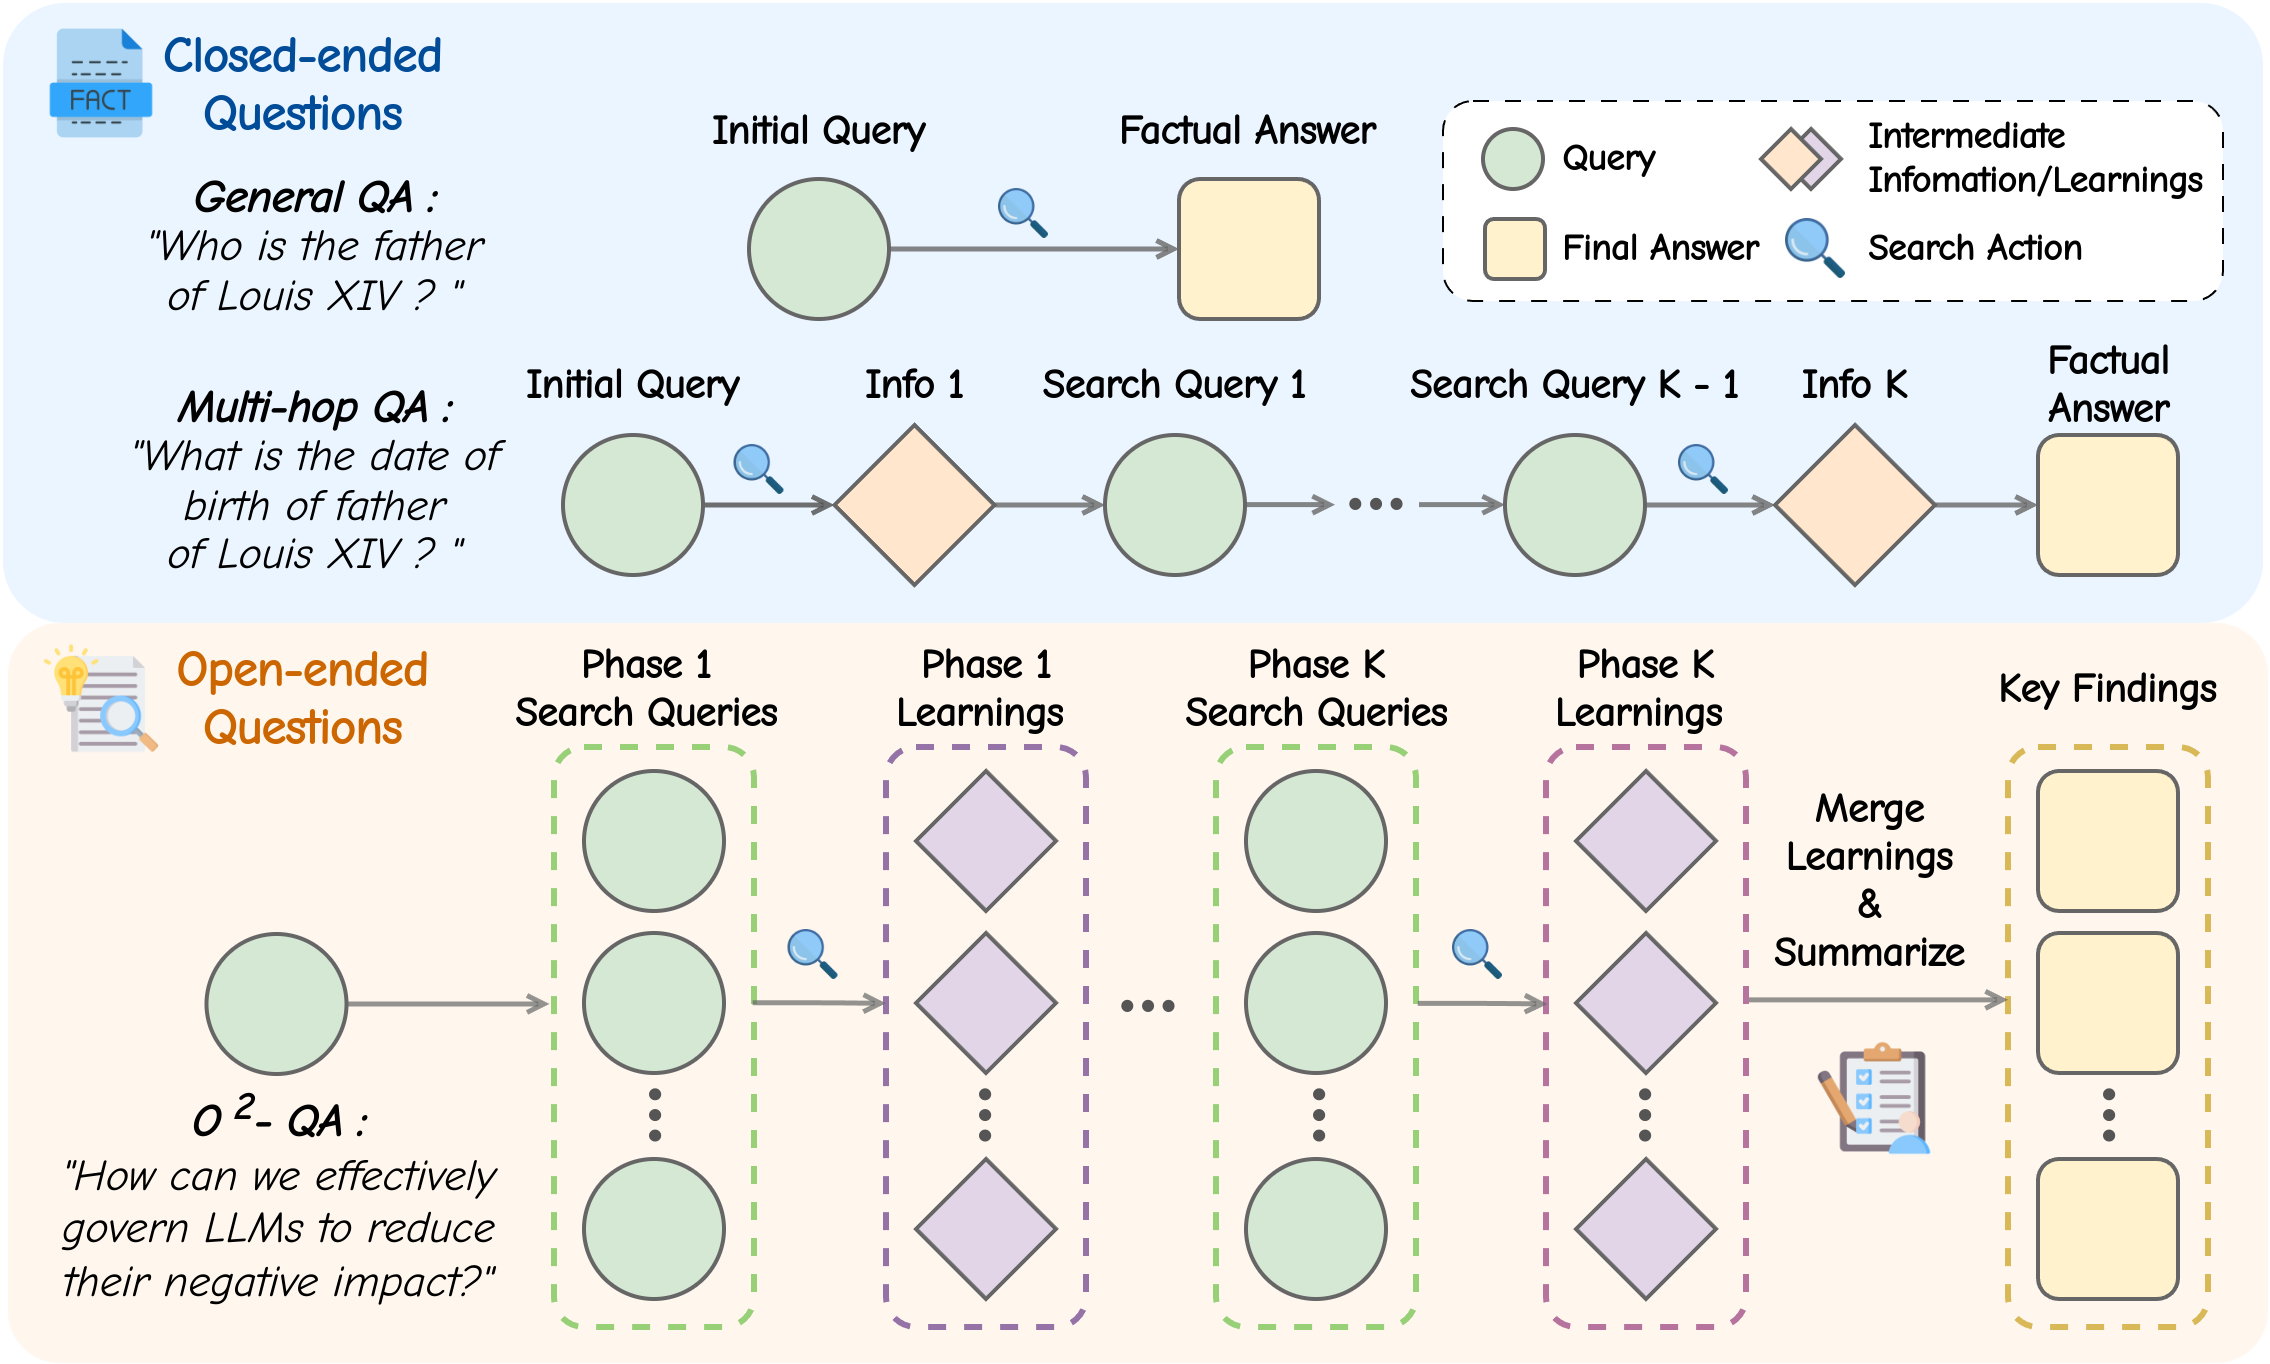 Closed-ended
Questions
FACT
General QA :
"Who is the father
of Louis XIV ? "
Initial Query
Factual Answer
Query
Intermediate
Infomation/Learnings
Final Answer
Search Action
Multi-hop QA :
"What is the date of
birth of father
of Louis XIV ? "
Initial Query
Info 1
Search Query 1
Search Query K - 1
Info K
Factual
Answer
Open-ended
Questions
Phase 1
Search Queries
Phase 1
Learnings
Phase K
Search Queries
Phase K
Learnings
Key Findings
Merge
Learnings
&
Summarize
O ²- QA :
"How can we effectively
govern LLMs to reduce
their negative impact?"